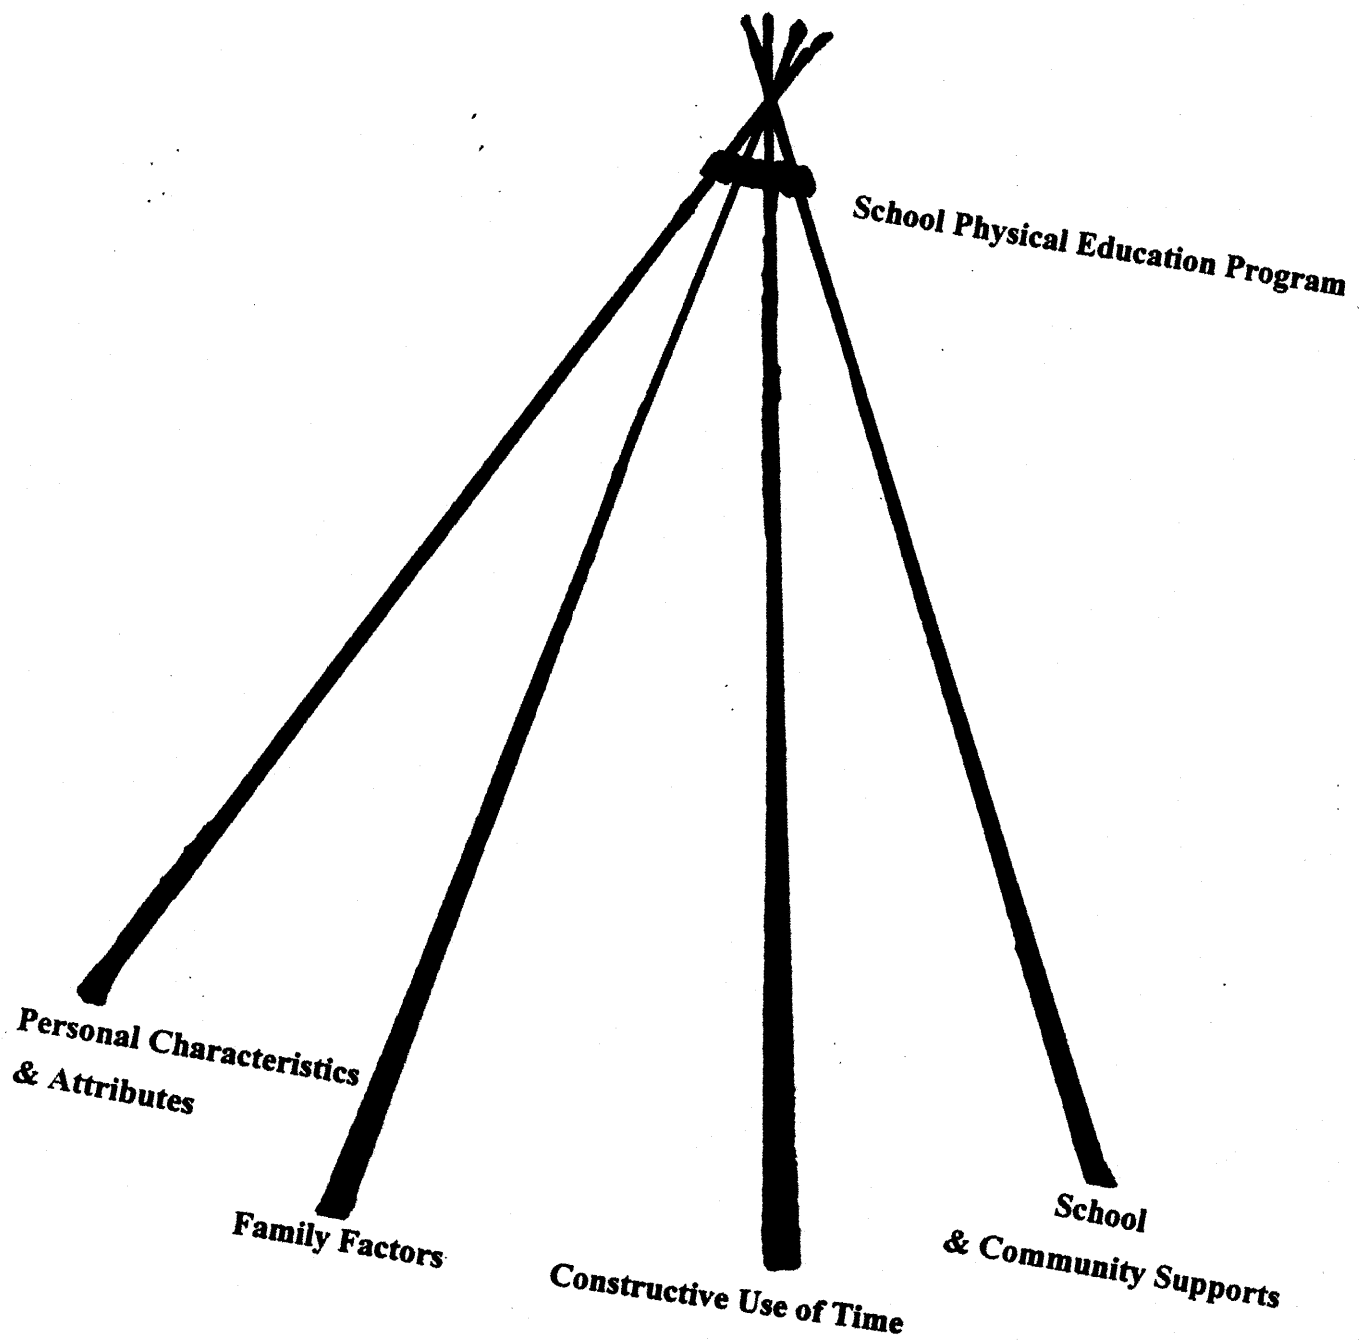 School Physical Education Program
Personal Characteristics
& Attributes
Family Factors
Constructive Use of Time
School
& Community Supports